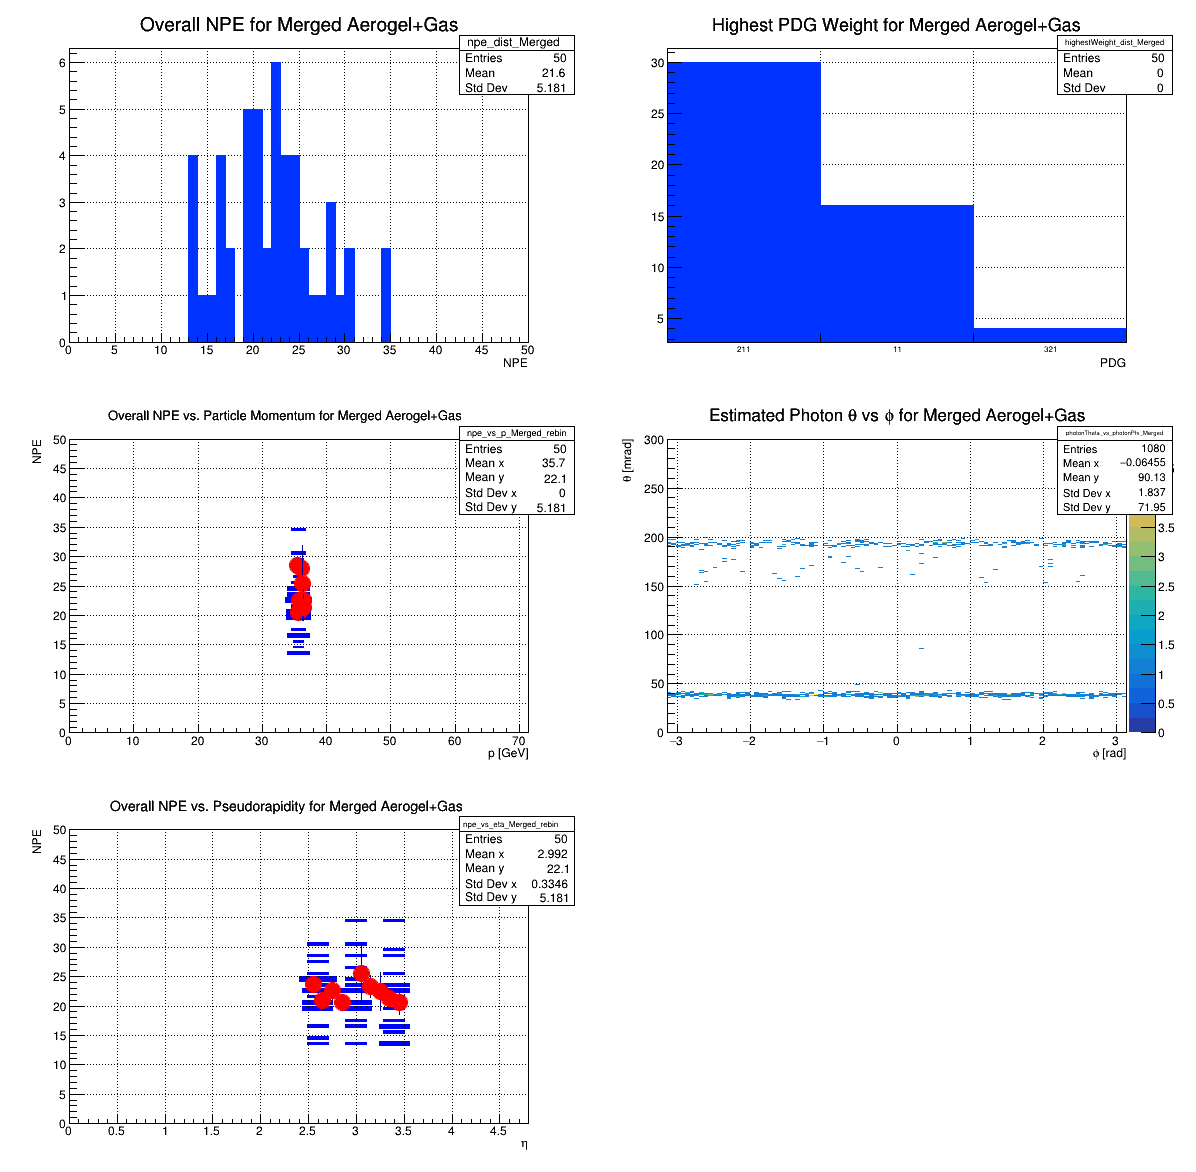 Overall NPE for Merged Aerogel+Gas
npe_dist_Merged
Entries 50
Mean 21.6
Std Dev 5.181
6
5
4
3
2
1
0
0 5 10 15 20 25 30 35 40 45 50
NPE
Highest PDG Weight for Merged Aerogel+Gas
highestWeight_dist_Merged
Entries 50
Mean 0
Std Dev 0
30
25
20
15
10
5
211 11 321
PDG
Overall NPE vs. Particle Momentum for Merged Aerogel+Gas
npe_vs_p_Merged_rebin
Entries 50
Mean x 35.7
Mean y 22.1
Std Dev x 0
Std Dev y 5.181
NPE
50
45
40
35
30
25
20
15
10
5
0
0 10 20 30 40 50 60 70
p [GeV]
Estimated Photon θ vs ϕ for Merged Aerogel+Gas
photonTheta_vs_photonPhi_Merged
Entries 1080
Mean x −0.06455
Mean y 90.13
Std Dev x 1.837
Std Dev y 71.95
θ [mrad]
300
250
200
150
100
50
0
−3 −2 −1 0 1 2 3
ϕ [rad]
3.5
3
2.5
2
1.5
1
0.5
0
Overall NPE vs. Pseudorapidity for Merged Aerogel+Gas
npe_vs_eta_Merged_rebin
Entries 50
Mean x 2.992
Mean y 22.1
Std Dev x 0.3346
Std Dev y 5.181
NPE
50
45
40
35
30
25
20
15
10
5
0
0 0.5 1 1.5 2 2.5 3 3.5 4 4.5
η